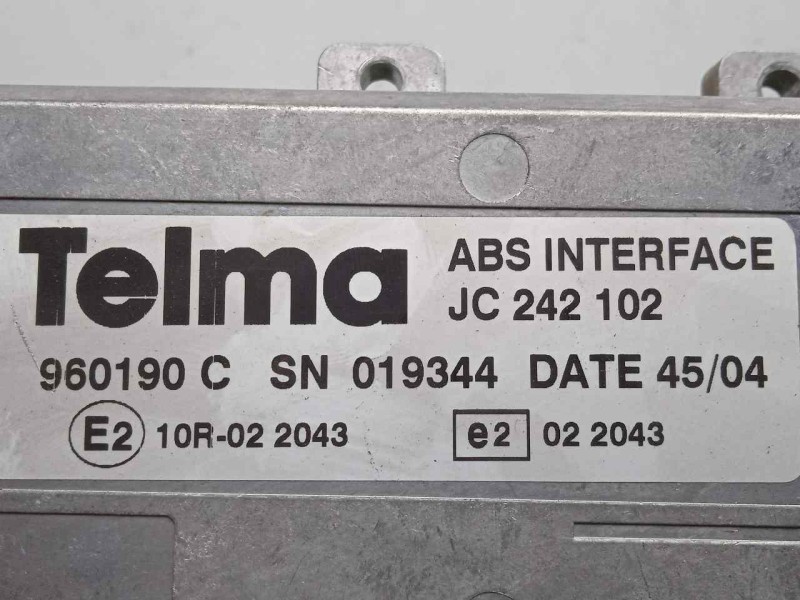 Telma
ABS INTERFACE
JC 242 102
960190 C SN 019344 DATE 45/04
E2 10R-02 2043 e2 02 2043